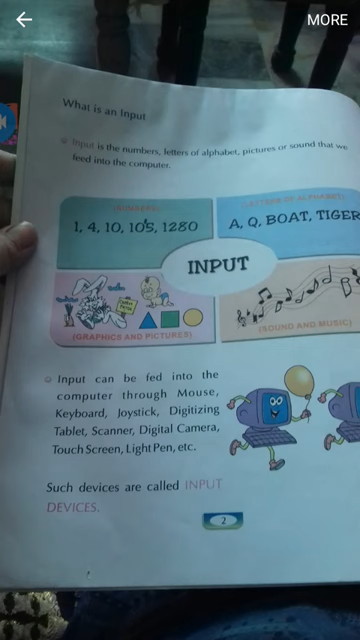 MORE
What is an Input
Input is the numbers, letters of alphabet, pictures or sound that we
feed into the computer.
(NUMBERS)
(LETTERS OF ALPHABET)
1, 4, 10, 105, 1280
A, Q, BOAT, TIGER
INPUT
(GRAPHICS AND PICTURES)
(SOUND AND MUSIC)
Input can be fed into the
computer through Mouse,
Keyboard, Joystick, Digitizing
Tablet, Scanner, Digital Camera,
Touch Screen, Light Pen, etc.
Such devices are called INPUT
DEVICES.
2